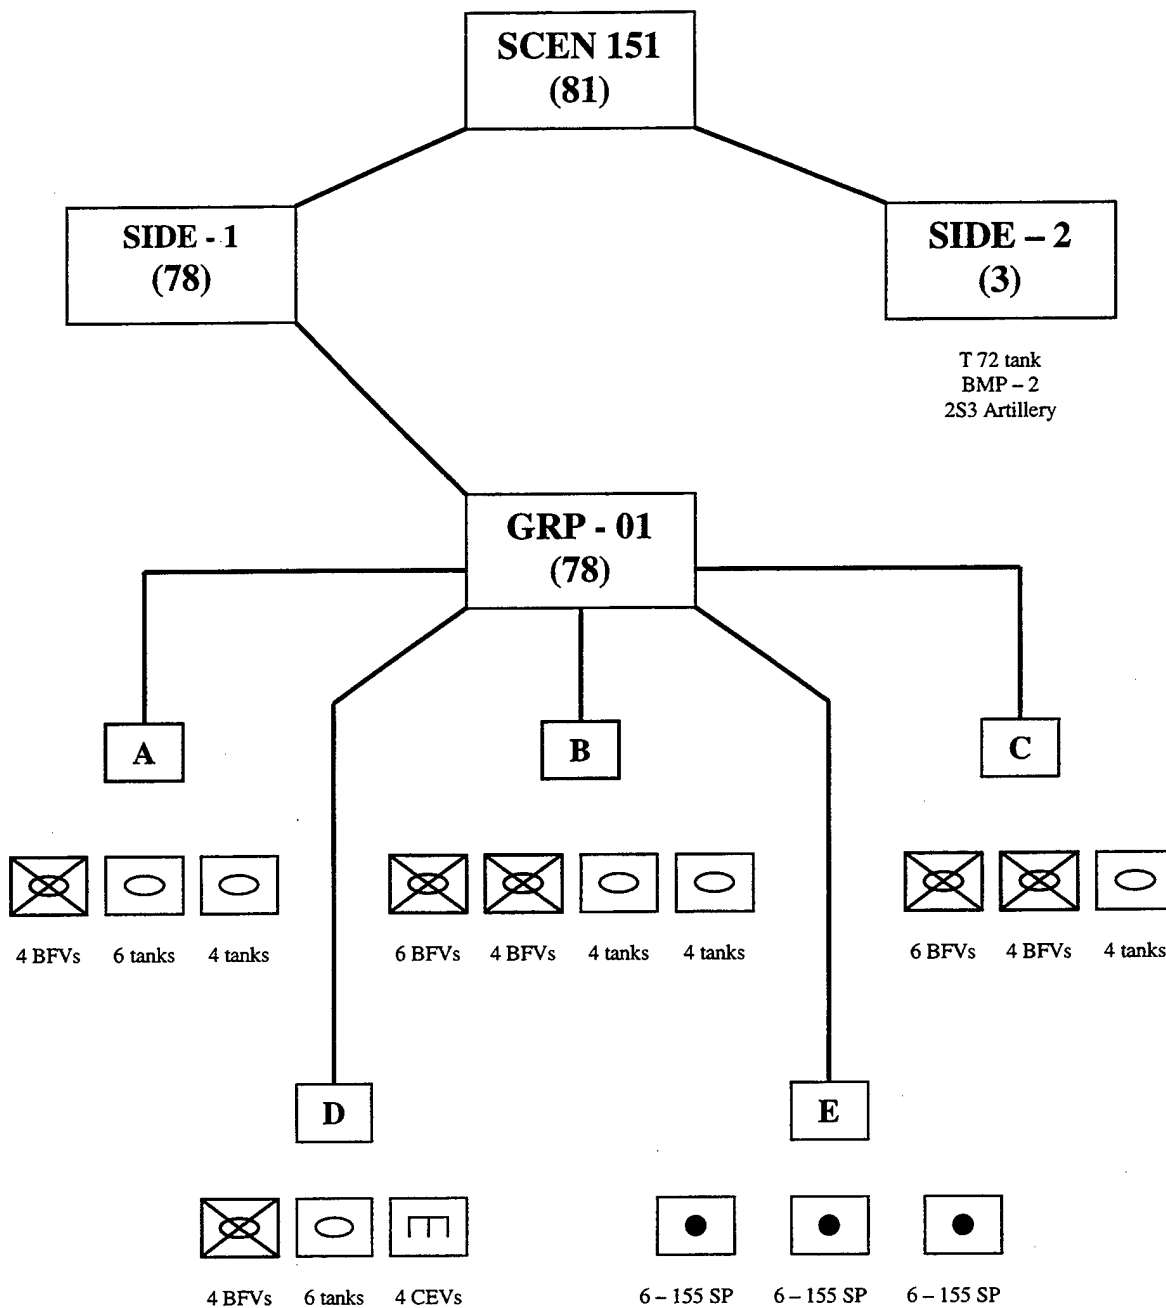 SCEN 151
(81)
SIDE - 1
(78)
SIDE – 2
(3)
T 72 tank
BMP – 2
2S3 Artillery
GRP - 01
(78)
A
B
C
4 BFVs 6 tanks 4 tanks
6 BFVs 4 BFVs 4 tanks 4 tanks
6 BFVs 4 BFVs 4 tanks
D
E
4 BFVs 6 tanks 4 CEVs
6 – 155 SP 6 – 155 SP 6 – 155 SP